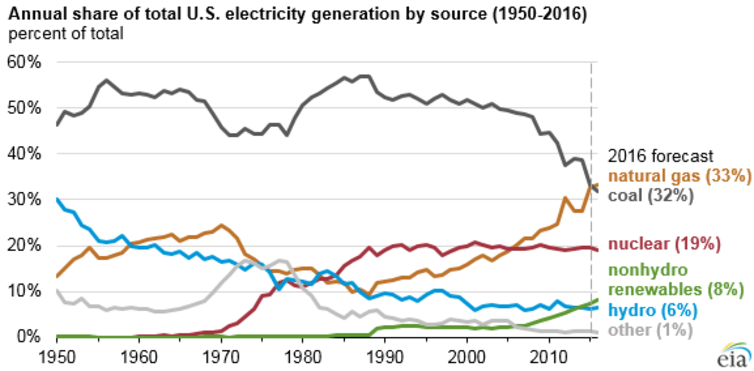 Annual share of total U.S. electricity generation by source (1950-2016)
percent of total
60%
50%
40%
30%
20%
10%
0%
1950 1960 1970 1980 1990 2000 2010
2016 forecast
natural gas (33%)
coal (32%)
nuclear (19%)
nonhydro
renewables (8%)
hydro (6%)
other (1%)
eia